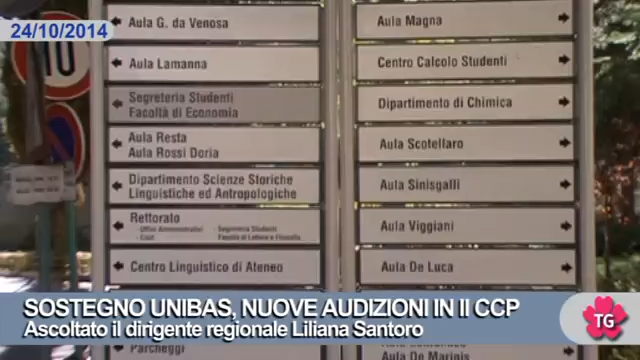 24/10/2014
10
Aula G. da Venosa
Aula Lamanna
Segreteria Studenti
Facoltà di Economia
Aula Resta
Aula Rossi Doria
Dipartimento Scienze Storiche
Linguistiche ed Antropologiche
Rettorato
- Uffici Amministrativi
- Segreteria Studenti
Facoltà di Lettere e Filosofia
Centro Linguistico di Ateneo
Parcheggi
Aula Magna
Centro Calcolo Studenti
Dipartimento di Chimica
Aula Scotellaro
Aula Sinisgalli
Aula Viggiani
Aula De Luca
Aula De Marinis
SOSTEGNO UNIBAS, NUOVE AUDIZIONI IN II CCP
Ascoltato il dirigente regionale Liliana Santoro
TG